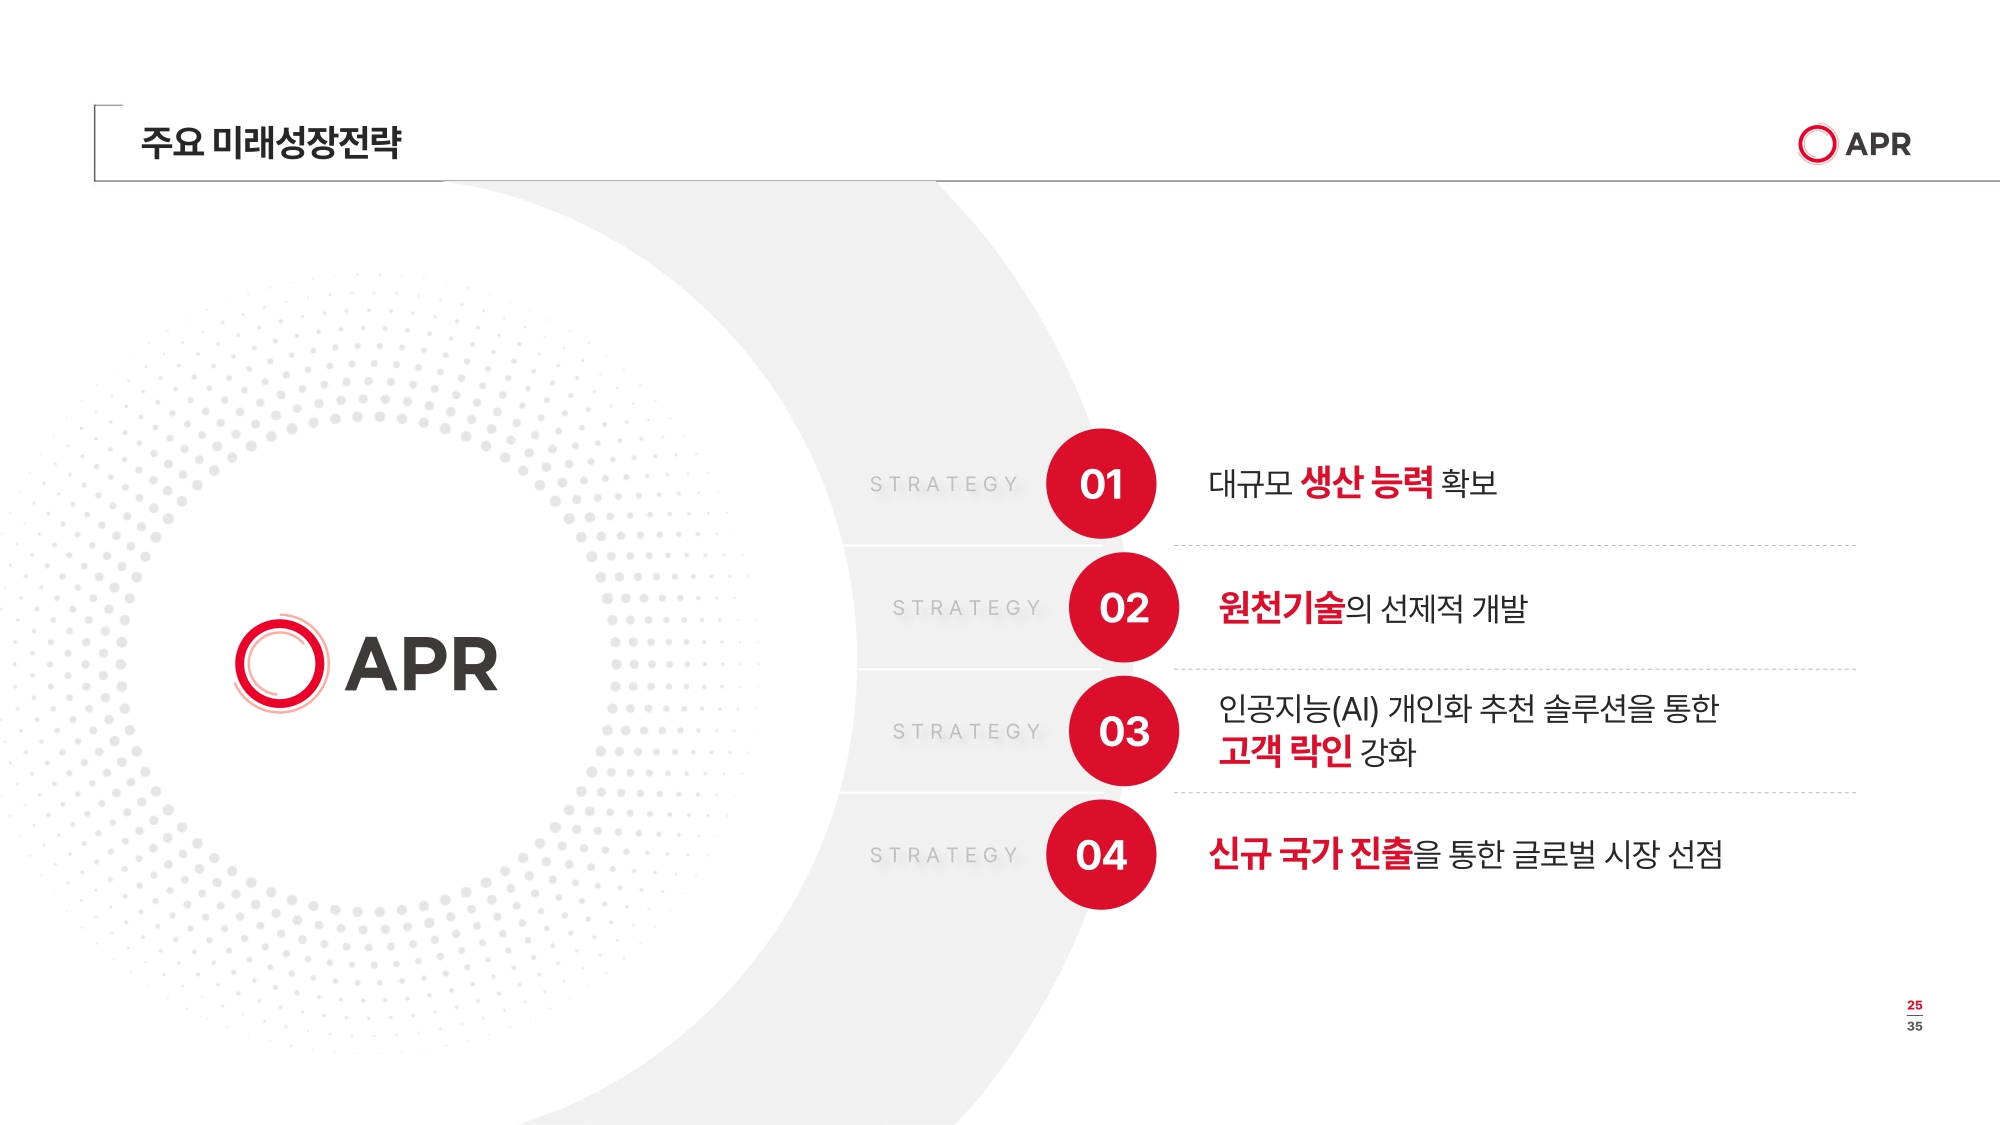 주요 미래성장전략
APR
APR
STRATEGY 01 대규모 생산 능력 확보
STRATEGY 02 원천기술의 선제적 개발
STRATEGY 03 인공지능(AI) 개인화 추천 솔루션을 통한
고객 락인 강화
STRATEGY 04 신규 국가 진출을 통한 글로벌 시장 선점
25
35